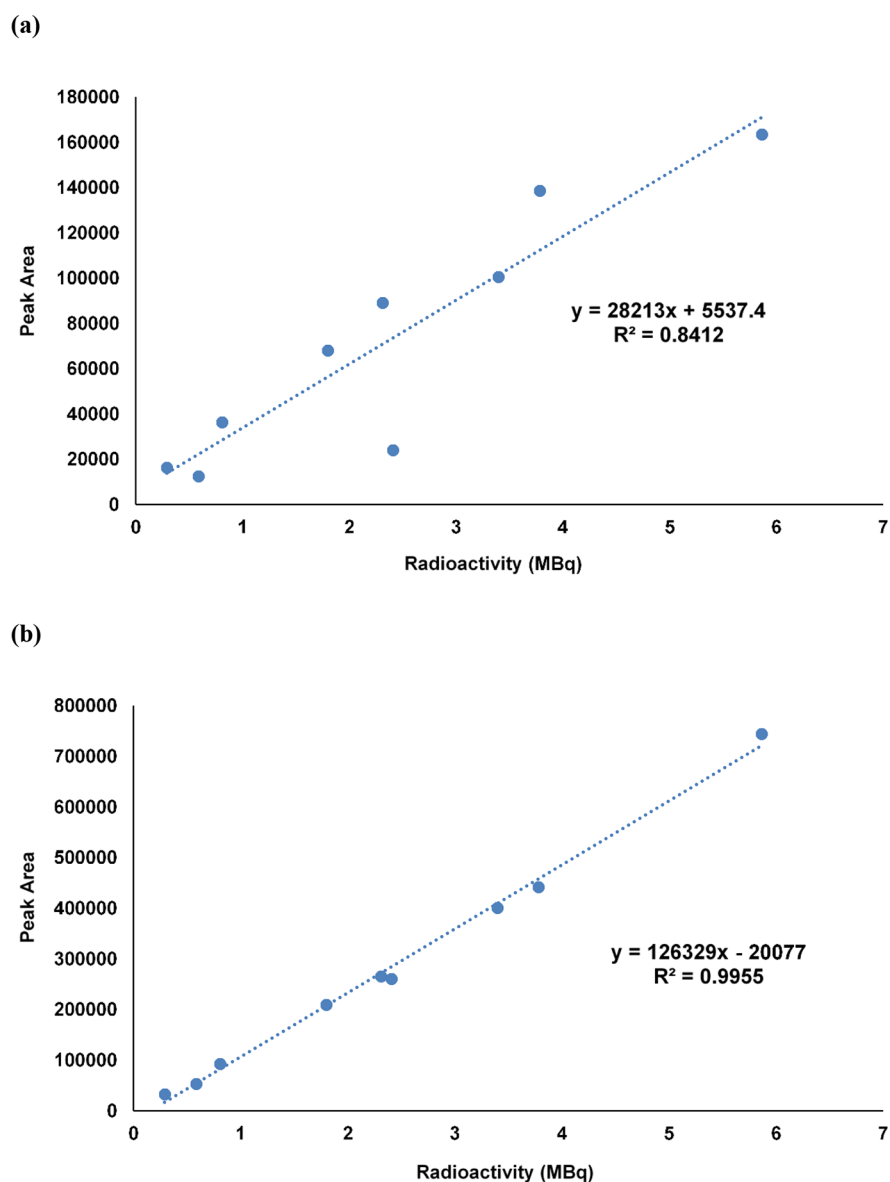 (a)
180000
160000
140000
120000
100000
80000
60000
40000
20000
0
Peak Area
y = 28213x + 5537.4
R² = 0.8412
0 1 2 3 4 5 6 7
Radioactivity (MBq)
(b)
800000
700000
600000
500000
400000
300000
200000
100000
0
Peak Area
y = 126329x - 20077
R² = 0.9955
0 1 2 3 4 5 6 7
Radioactivity (MBq)